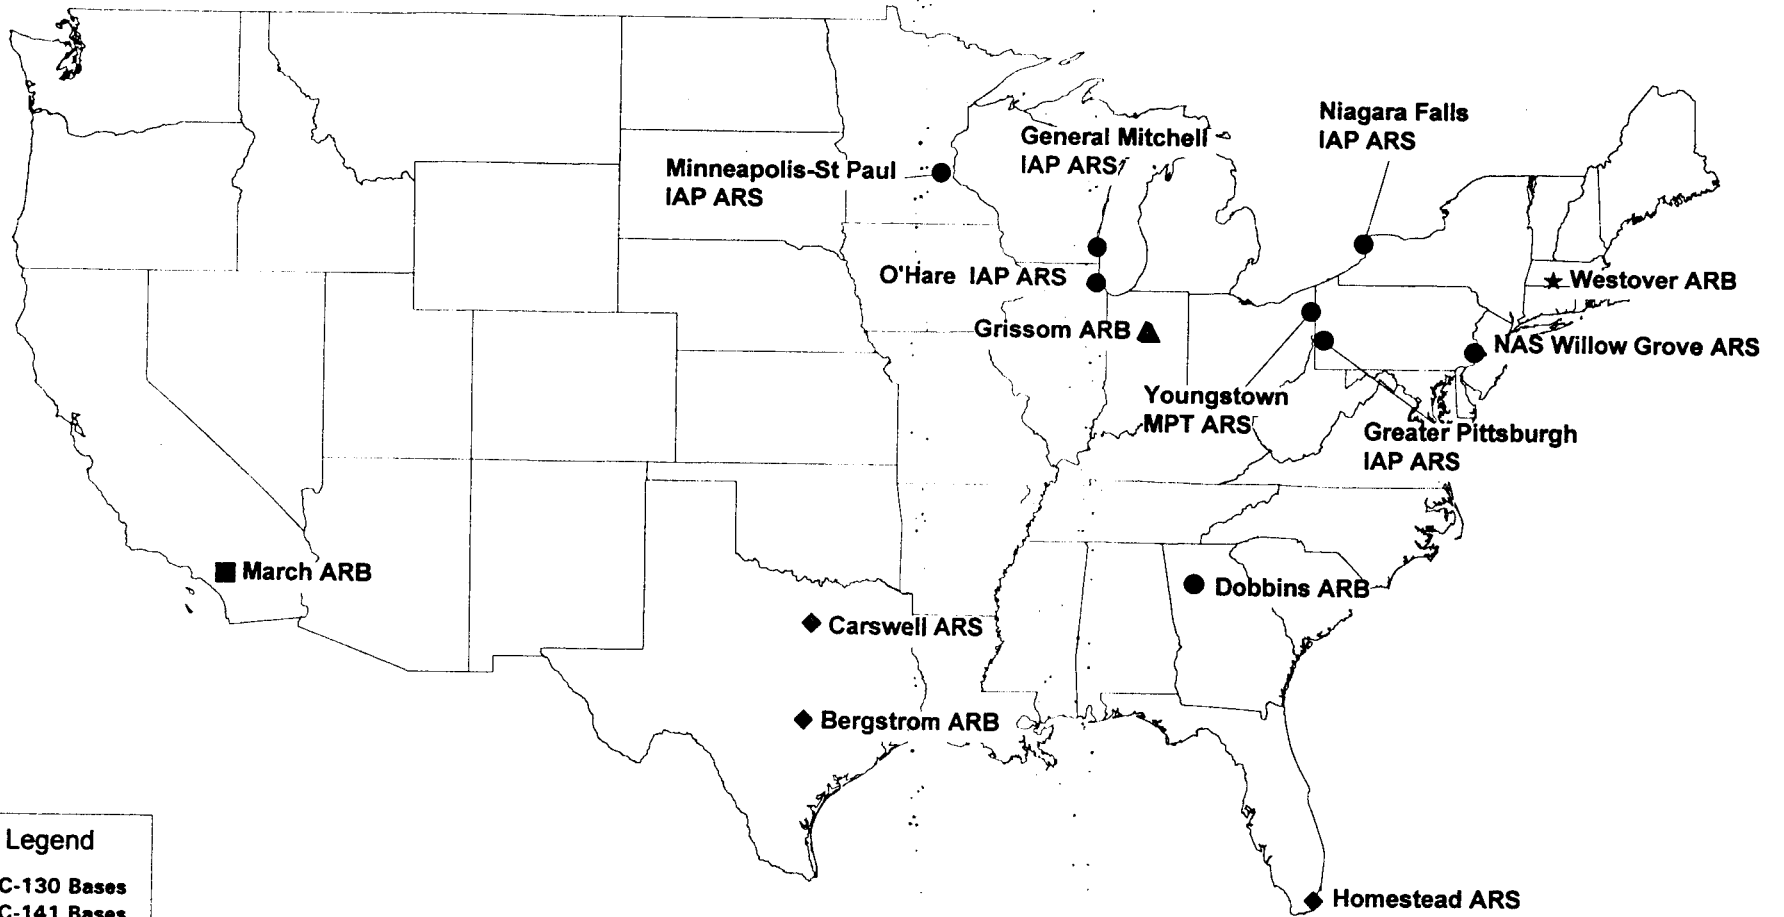 Niagara Falls
IAP ARS
General Mitchell
IAP ARS
Minneapolis-St Paul
IAP ARS
O'Hare IAP ARS
Westover ARB
Grissom ARB
NAS Willow Grove ARS
Youngstown
MPT ARS
Greater Pittsburgh
IAP ARS
March ARB
Dobbins ARB
Carswell ARS
Bergstrom ARB
Legend
C-130 Bases
C-141 Bases
Homestead ARS